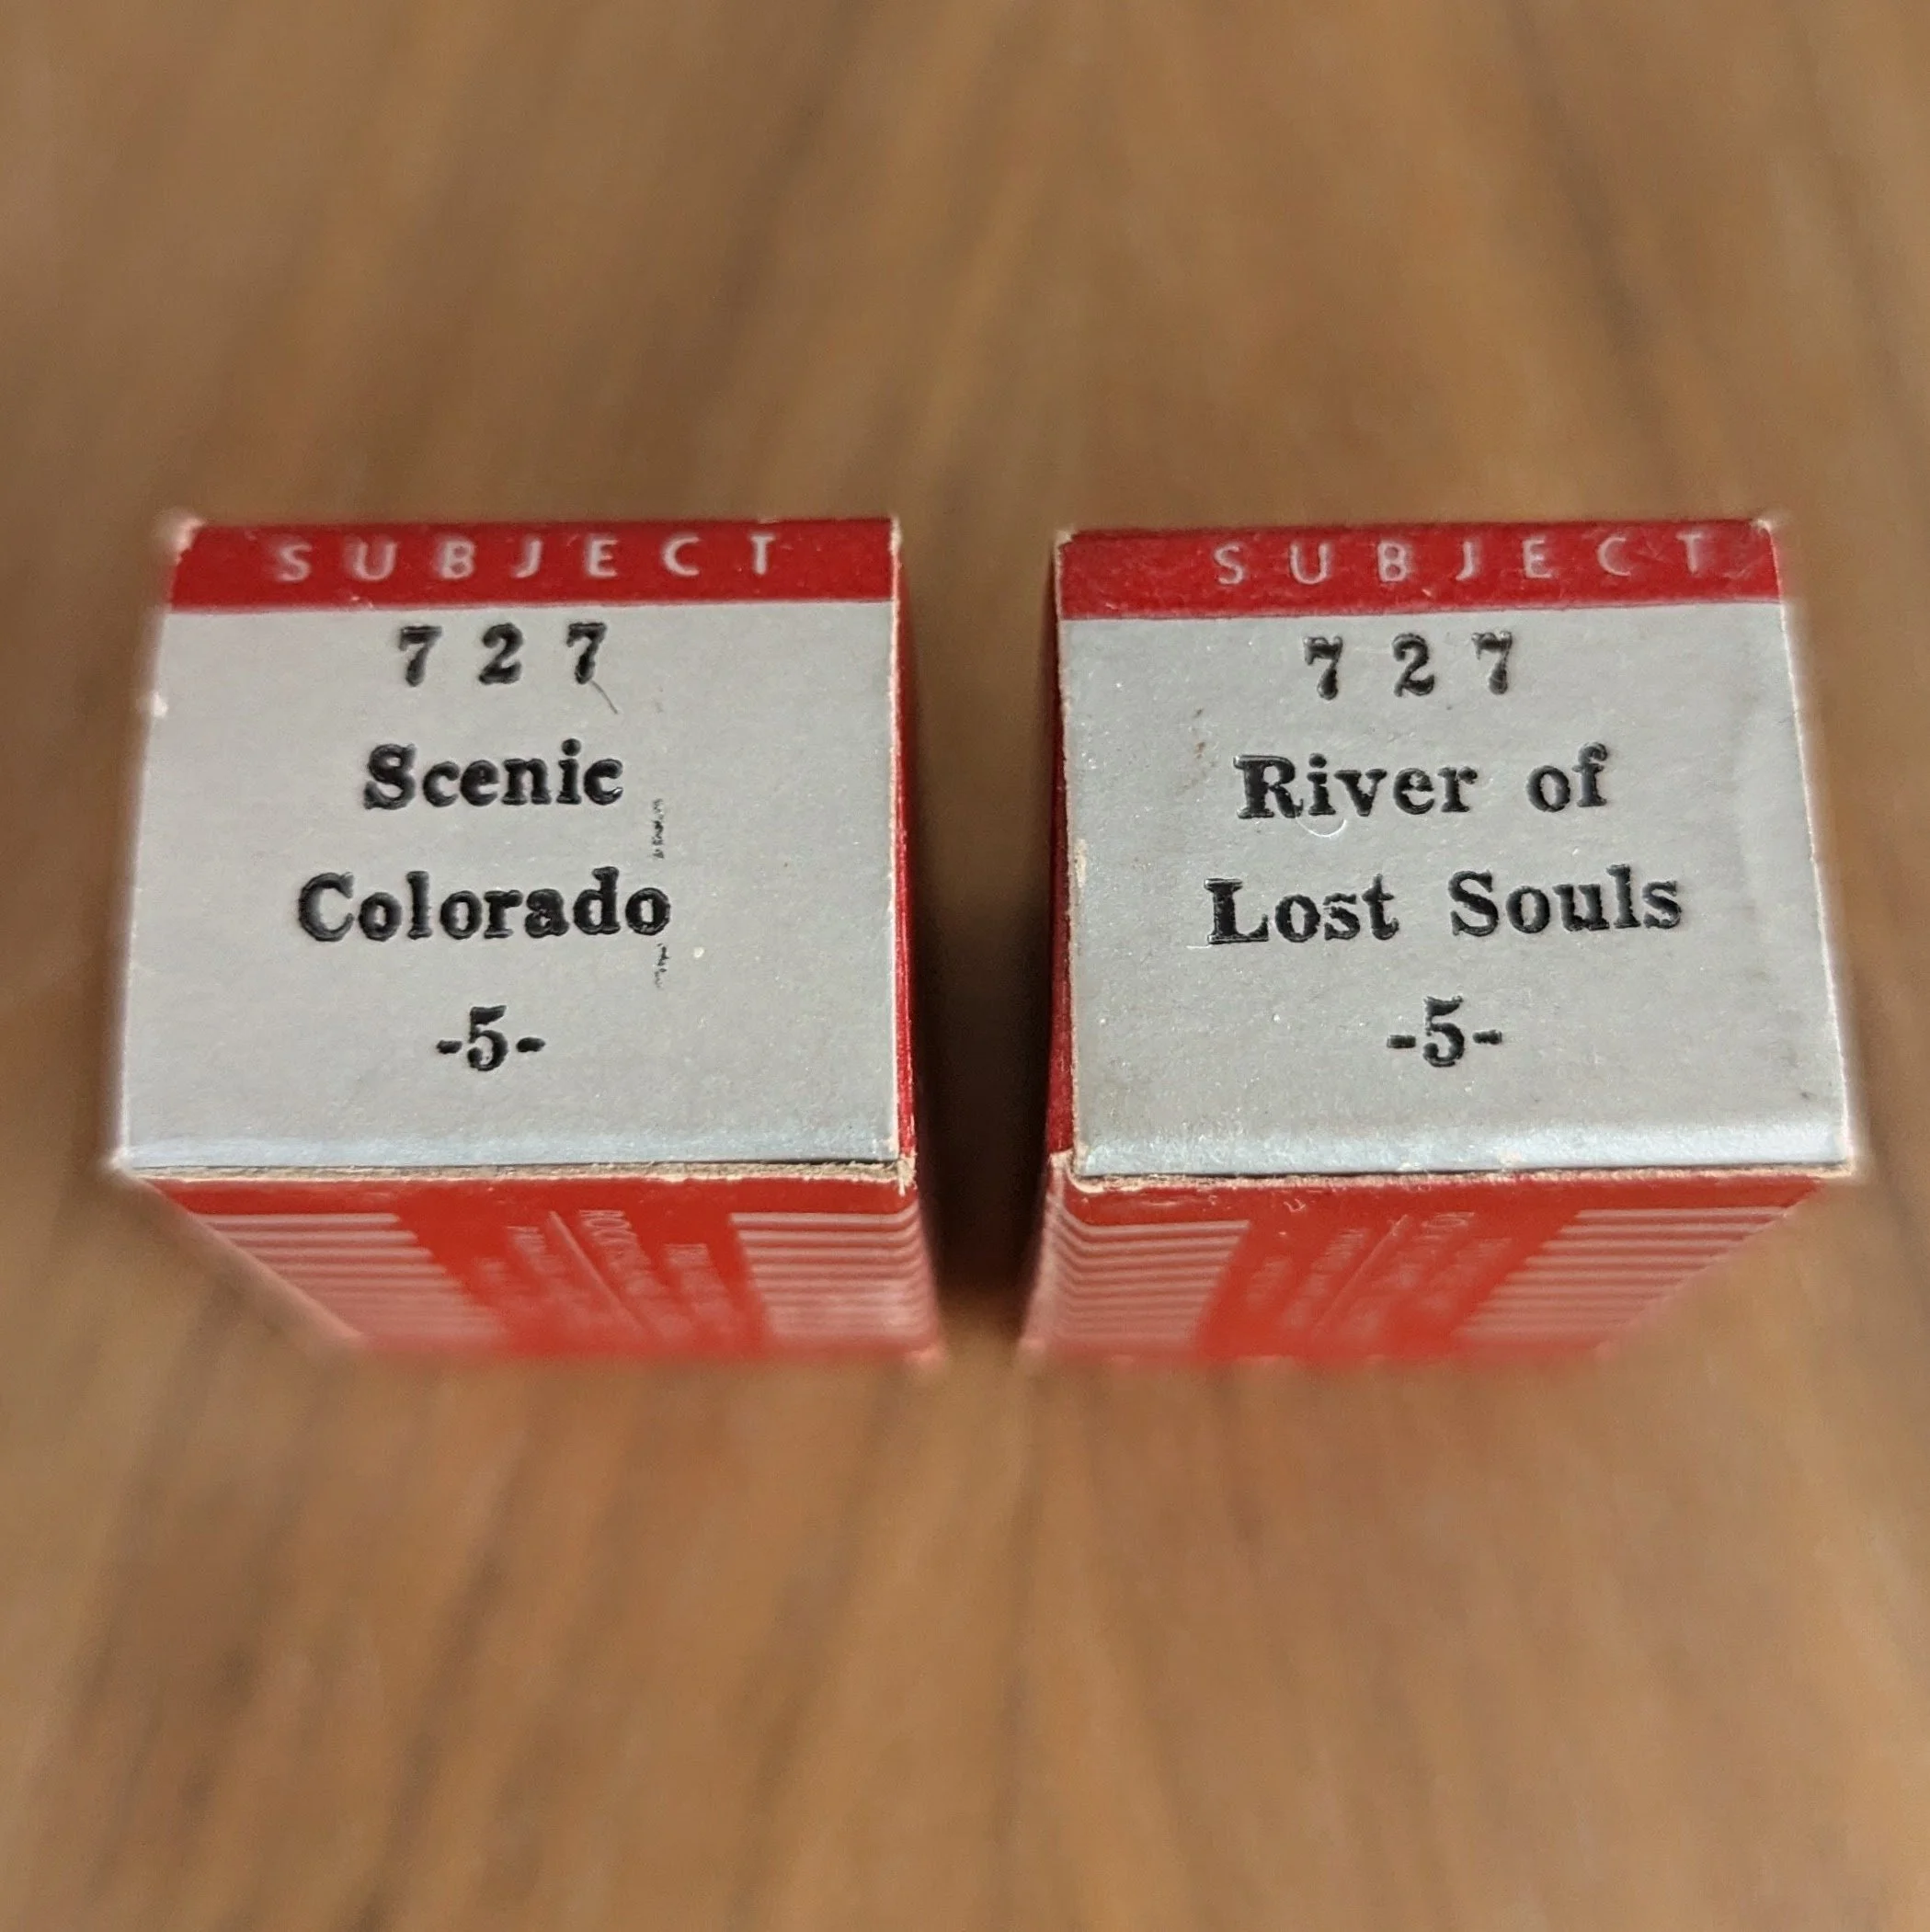 SUBJECT
727
Scenic
Colorado
-5-
SUBJECT
727
River of
Lost Souls
-5-